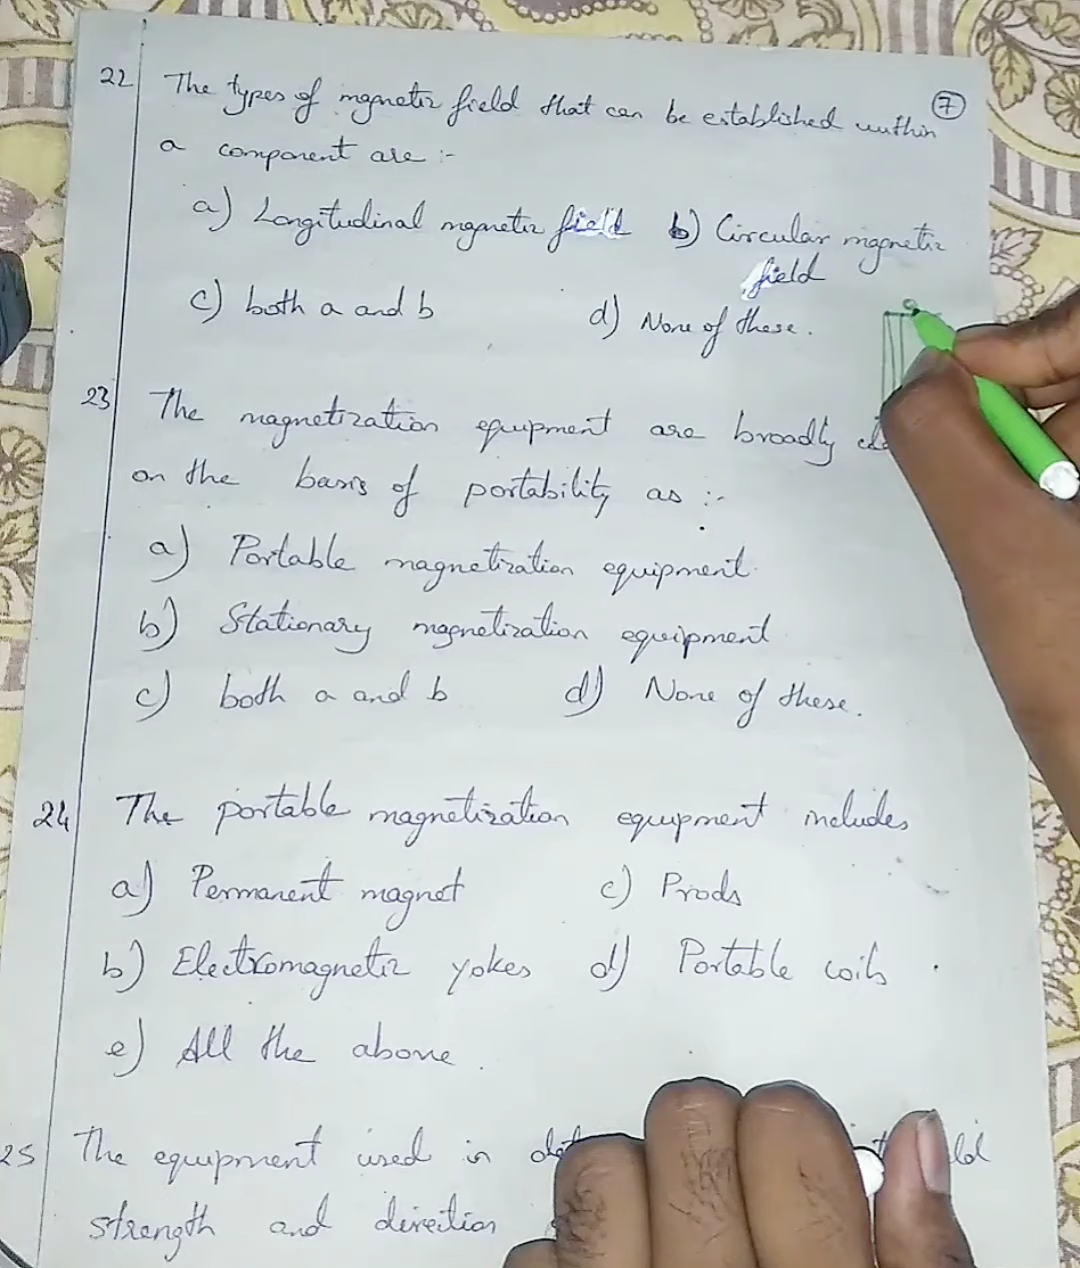 7
22 The types of magnetic field that can be established within
a component are :-
a) Longitudinal magnetic field b) Circular magnetic
field
c) both a and b d) None of these.
23 The magnetization equipment are broadly
on the basis of portability as :-
a) Portable magnetization equipment.
b) Stationary magnetization equipment
c) both a and b d) None of these.
24 The portable magnetization equipment includes
a) Permanent magnet c) Prods
b) Electromagnetic yokes d) Portable coils.
e) All the above.
25 The equipment used in
strength and direction